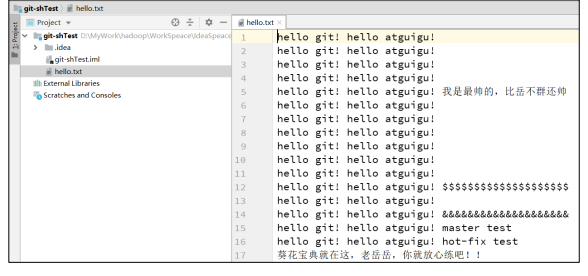 git-shTest hello.txt
Project
git-shTest D:\MyWork\hadoop\WorkSpeace\IdeaSpeace
.idea
git-shTest.iml
hello.txt
External Libraries
Scratches and Consoles
1: Project
hello.txt
1 hello git! hello atguigu!
2 hello git! hello atguigu!
3 hello git! hello atguigu!
4 hello git! hello atguigu!
5 hello git! hello atguigu! 我是最帅的，比岳不群还帅
6 hello git! hello atguigu!
7 hello git! hello atguigu!
8 hello git! hello atguigu!
9 hello git! hello atguigu!
10 hello git! hello atguigu!
11 hello git! hello atguigu!
12 hello git! hello atguigu! $$$$$$$$$$$$$$$$$$$$
13 hello git! hello atguigu!
14 hello git! hello atguigu! &&&&&&&&&&&&&&&&&&&&
15 hello git! hello atguigu! master test
16 hello git! hello atguigu! hot-fix test
17 葵花宝典就在这，老岳岳，你就放心练吧！！